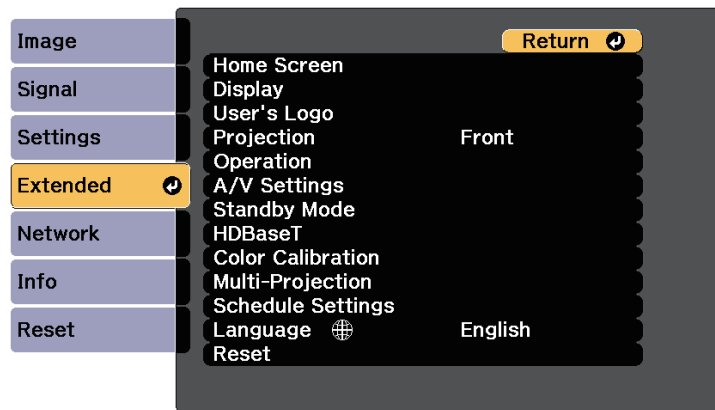 Image
Signal
Settings
Extended
Network
Info
Reset
Return
Home Screen
Display
User's Logo
Projection Front
Operation
A/V Settings
Standby Mode
HDBaseT
Color Calibration
Multi-Projection
Schedule Settings
Language English
Reset